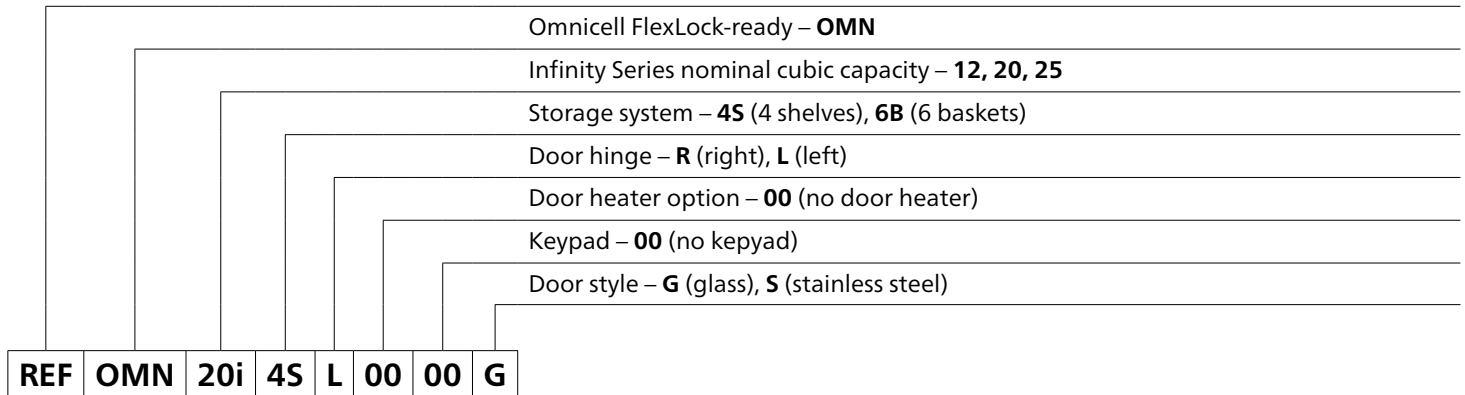 Omnicell FlexLock-ready – OMN
Infinity Series nominal cubic capacity – 12, 20, 25
Storage system – 4S (4 shelves), 6B (6 baskets)
Door hinge – R (right), L (left)
Door heater option – 00 (no door heater)
Keypad – 00 (no kepyad)
Door style – G (glass), S (stainless steel)
REF OMN 20i 4S L 00 00 G